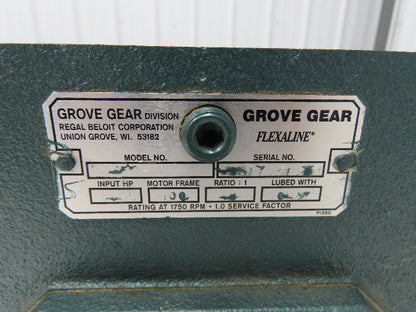 GROVE GEAR DIVISION
REGAL BELOIT CORPORATION
UNION GROVE, WI. 53182
GROVE GEAR
FLEXALINE®
MODEL NO.
SERIAL NO.
INPUT HP
MOTOR FRAME
RATIO : 1
LUBED WITH
RATING AT 1750 RPM • 1.0 SERVICE FACTOR